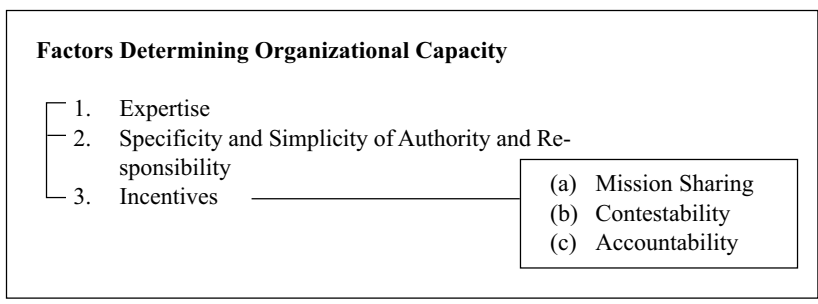 Factors Determining Organizational Capacity
1. Expertise
2. Specificity and Simplicity of Authority and Re-
sponsibility
3. Incentives
(a) Mission Sharing
(b) Contestability
(c) Accountability